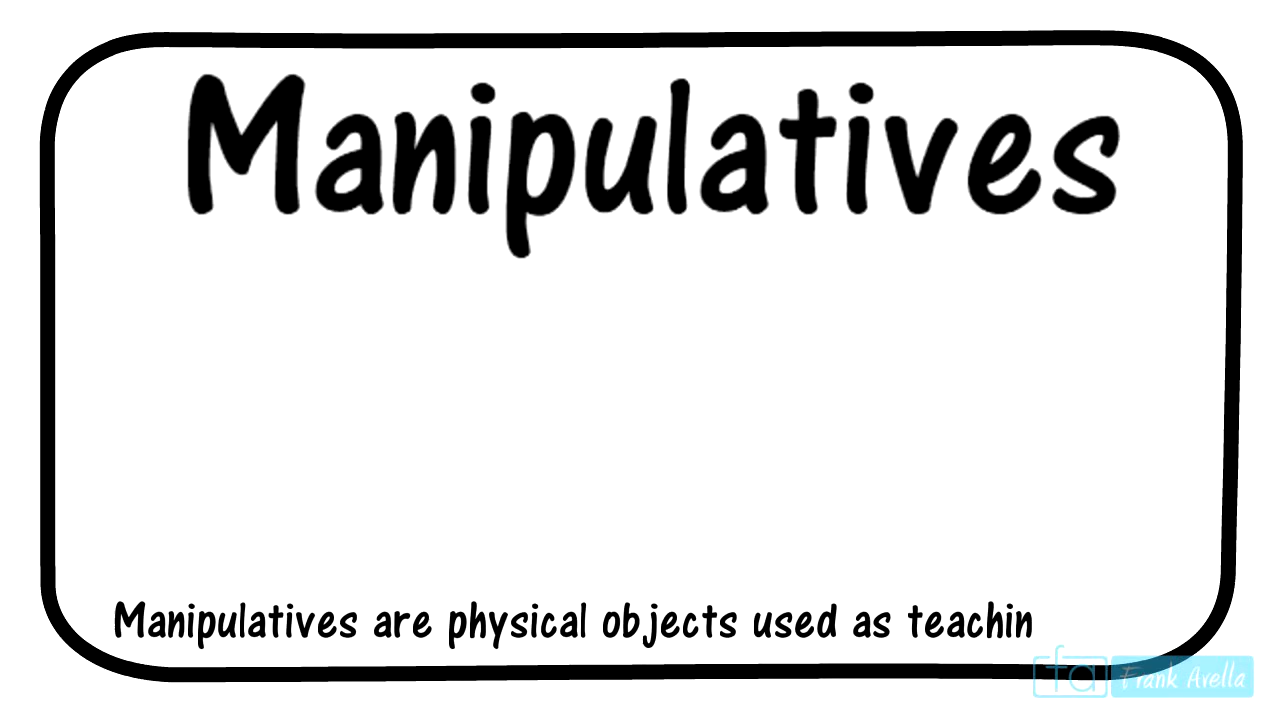 Manipulatives
Manipulatives are physical objects used as teachin
fa Frank Avella